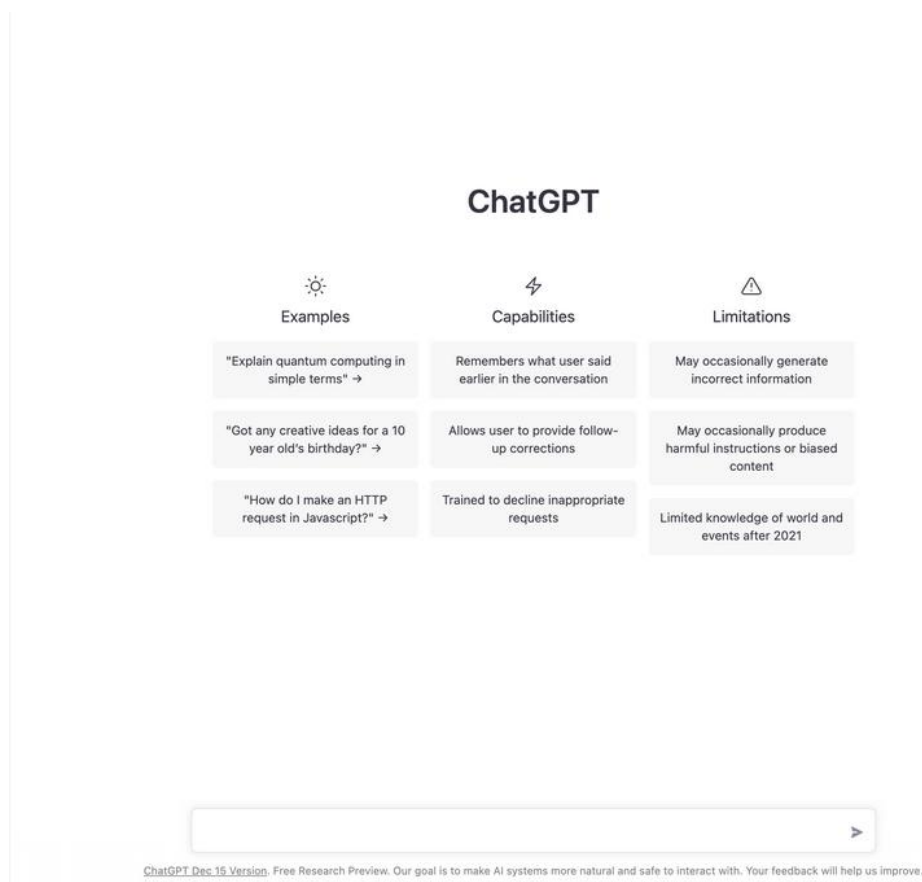 ChatGPT
Examples
"Explain quantum computing in
simple terms" →
"Got any creative ideas for a 10
year old's birthday?" →
"How do I make an HTTP
request in Javascript?" →
Capabilities
Remembers what user said
earlier in the conversation
Allows user to provide follow-
up corrections
Trained to decline inappropriate
requests
Limitations
May occasionally generate
incorrect information
May occasionally produce
harmful instructions or biased
content
Limited knowledge of world and
events after 2021
ChatGPT Dec 15 Version. Free Research Preview. Our goal is to make AI systems more natural and safe to interact with. Your feedback will help us improve.